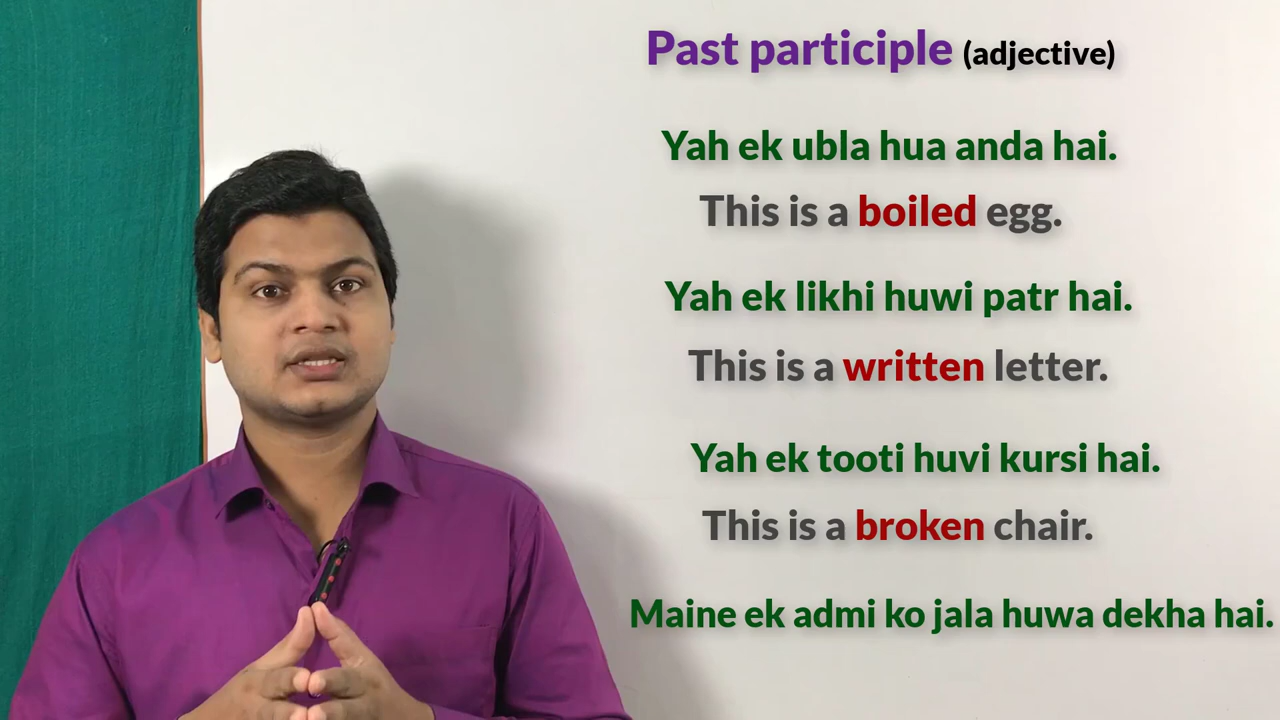 Past participle (adjective)
Yah ek ubla hua anda hai.
This is a boiled egg.
Yah ek likhi huwi patr hai.
This is a written letter.
Yah ek tooti huvi kursi hai.
This is a broken chair.
Maine ek admi ko jala huwa dekha hai.